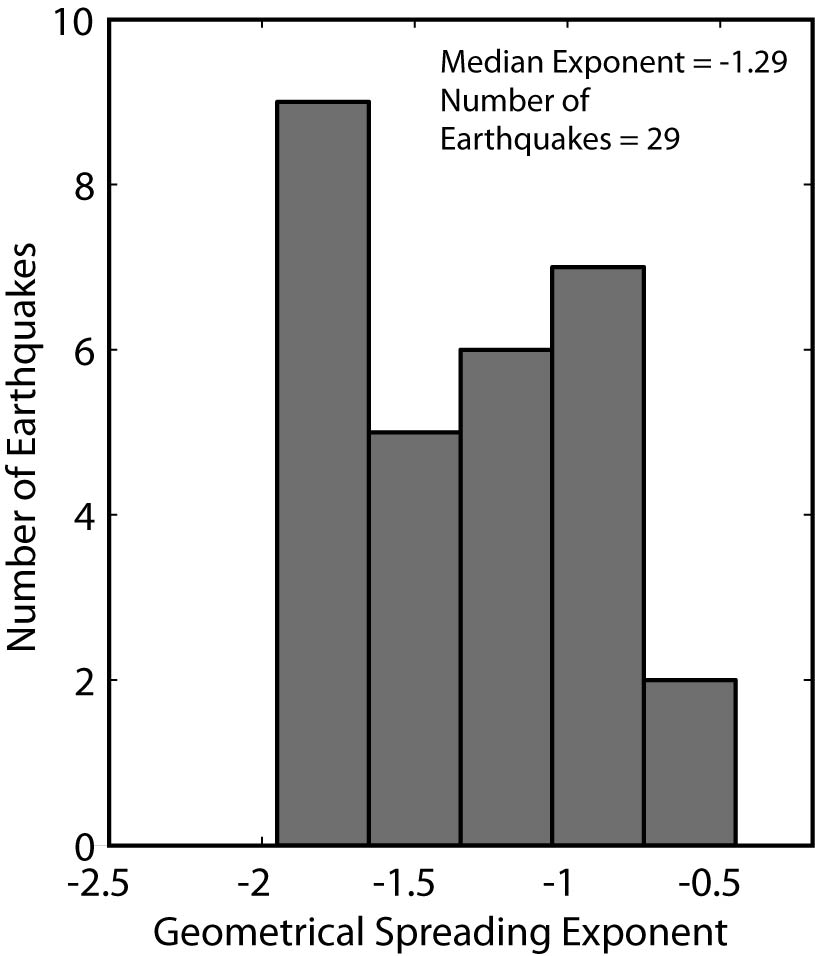 10
Median Exponent = -1.29
Number of
Earthquakes = 29
8
6
4
2
0
Number of Earthquakes
-2.5 -2 -1.5 -1 -0.5
Geometrical Spreading Exponent